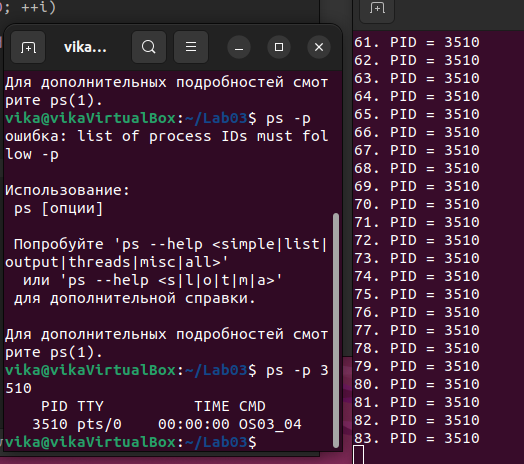 0; ++i)
vika...
Для дополнительных подробностей смот
рите ps(1).
vika@vikaVirtualBox:~/Lab03$ ps -p
ошибка: list of process IDs must fol
low -p
Использование:
ps [опции]
Попробуйте 'ps --help <simple|list|
output|threads|misc|all>'
или 'ps --help <s|l|o|t|m|a>'
для дополнительной справки.
Для дополнительных подробностей смот
рите ps(1).
vika@vikaVirtualBox:~/Lab03$ ps -p 3
510
PID TTY TIME CMD
3510 pts/0 00:00:00 OS03_04
vika@vikaVirtualBox:~/Lab03$
61. PID = 3510
62. PID = 3510
63. PID = 3510
64. PID = 3510
65. PID = 3510
66. PID = 3510
67. PID = 3510
68. PID = 3510
69. PID = 3510
70. PID = 3510
71. PID = 3510
72. PID = 3510
73. PID = 3510
74. PID = 3510
75. PID = 3510
76. PID = 3510
77. PID = 3510
78. PID = 3510
79. PID = 3510
80. PID = 3510
81. PID = 3510
82. PID = 3510
83. PID = 3510